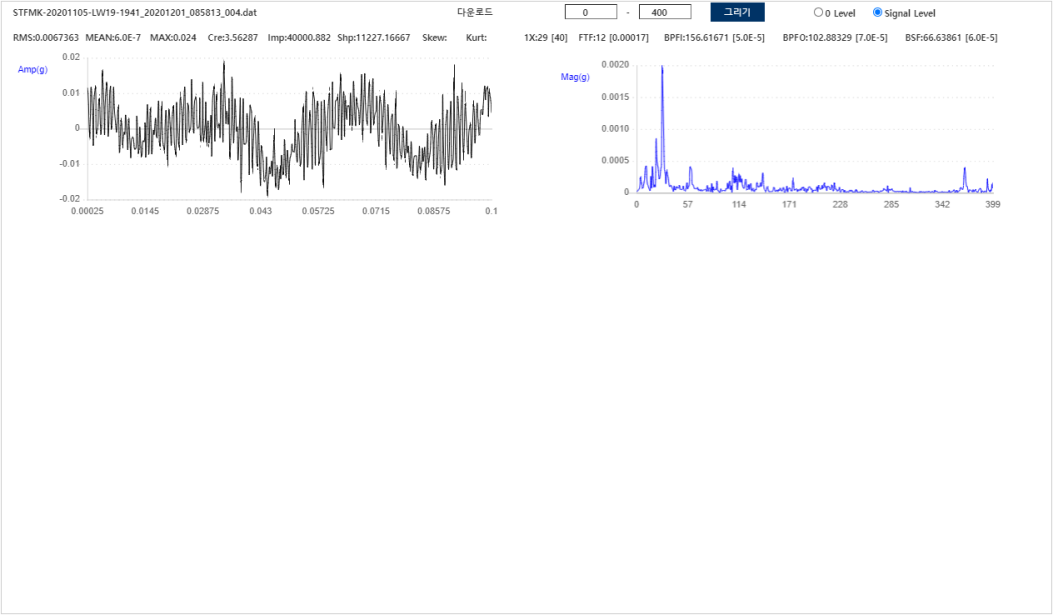 STFMK-20201105-LW19-1941_20201201_085813_004.dat 다운로드 0 - 400 그리기 0 Level Signal Level
RMS:0.0067363 MEAN:6.0E-7 MAX:0.024 Cre:3.56287 Imp:40000.882 Shp:11227.16667 Skew: Kurt: 1X:29 [40] FTF:12 [0.00017] BPFI:156.61671 [5.0E-5] BPFO:102.88329 [7.0E-5] BSF:66.63861 [6.0E-5]
Amp(g)
0.02
0.01
0
-0.01
-0.02
0.00025 0.0145 0.02875 0.043 0.05725 0.0715 0.08575 0.1
Mag(g)
0.0020
0.0015
0.0010
0.0005
0
0 57 114 171 228 285 342 399